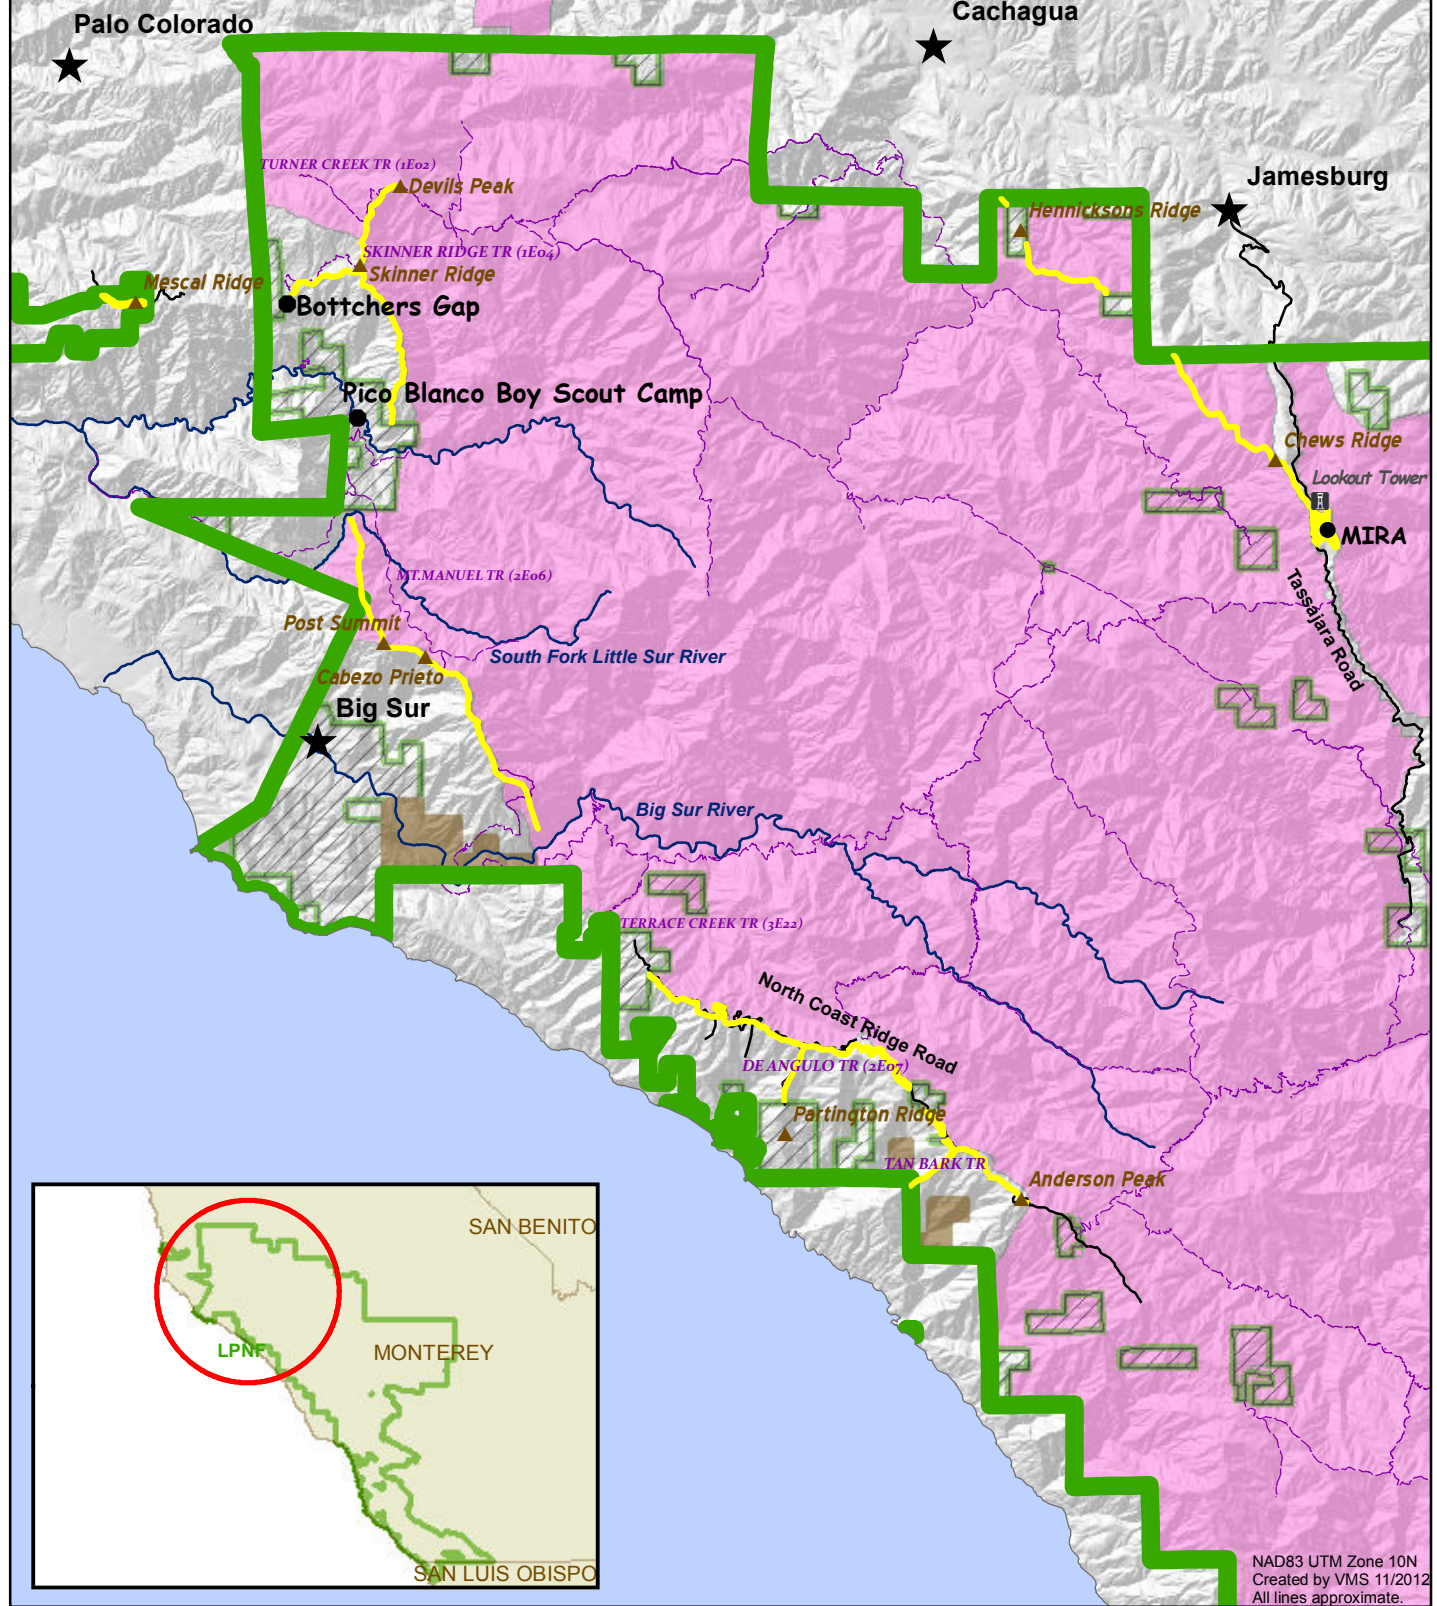 Cachagua
Palo Colorado
TURNER CREEK TR (1E02)
Devils Peak
Jamesburg
Hennicksons Ridge
SKINNER RIDGE TR (1E04)
Skinner Ridge
Mescal Ridge
Bottchers Gap
Pico Blanco Boy Scout Camp
Chews Ridge
Lookout Tower
MIRA
MT.MANUEL TR (2E06)
Tassajara Road
Post Summit
South Fork Little Sur River
Cabezo Prieto
Big Sur
Big Sur River
TERRACE CREEK TR (3E22)
North Coast Ridge Road
DE ANGULO TR (2E07)
Partington Ridge
TAN BARK TR
Anderson Peak
SAN BENITO
LPNF
MONTEREY
SAN LUIS OBISPO
NAD83 UTM Zone 10N
Created by VMS 11/2012
All lines approximate.